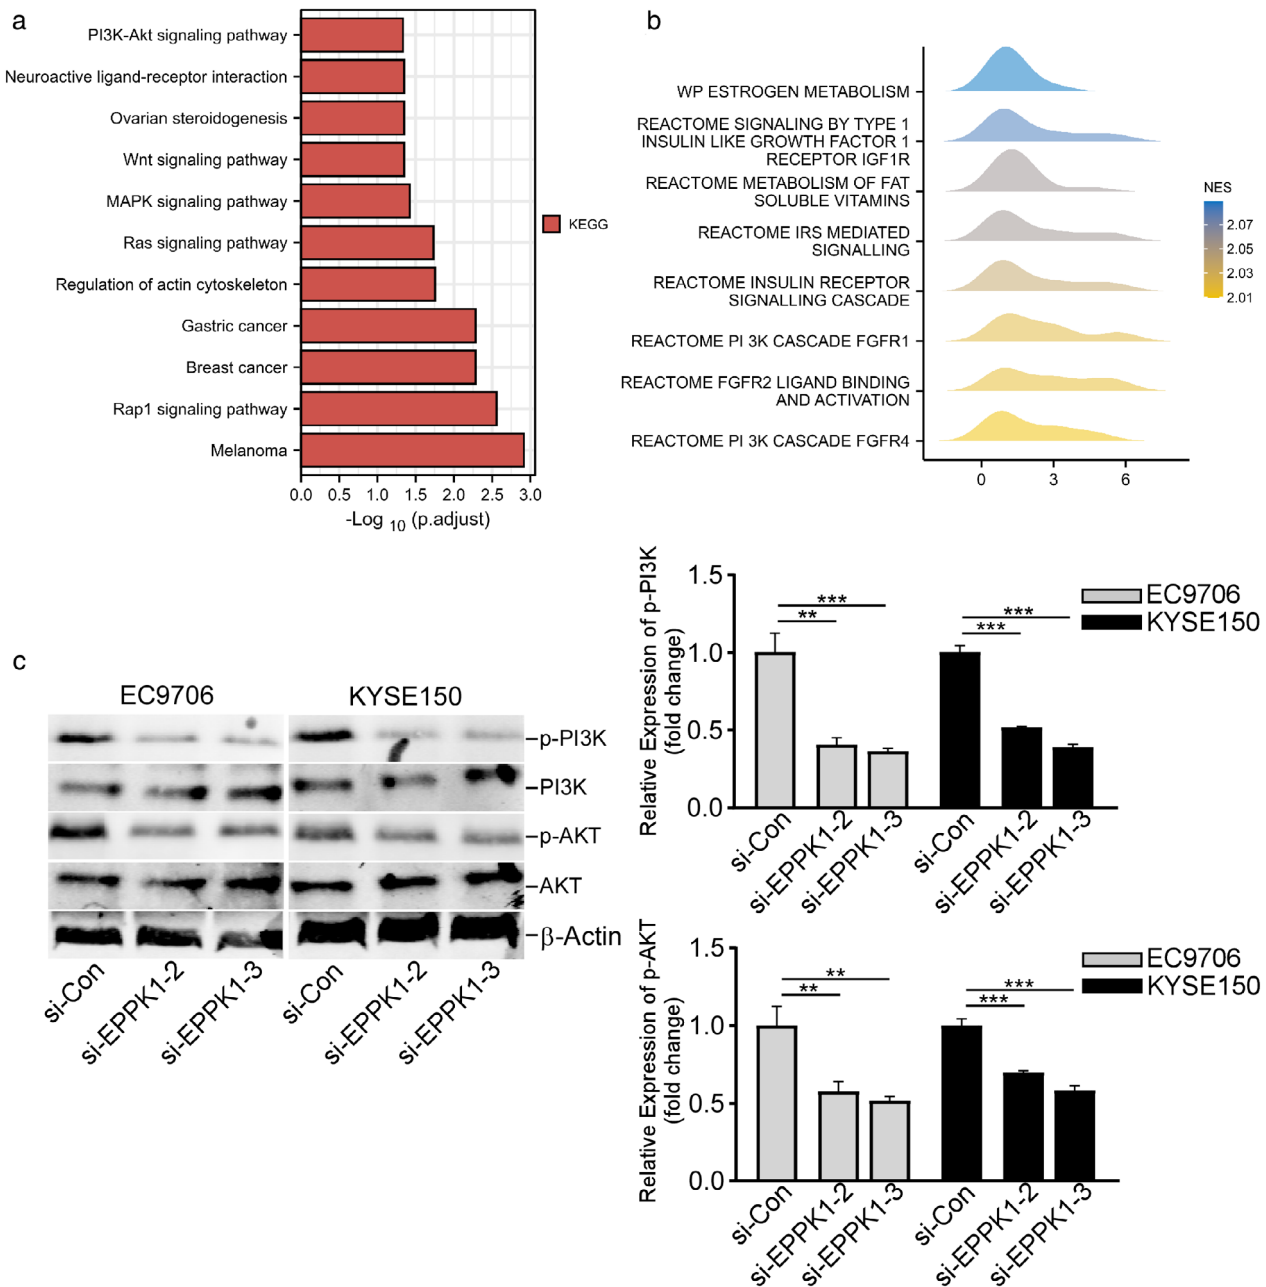 a
PI3K-Akt signaling pathway
Neuroactive ligand-receptor interaction
Ovarian steroidogenesis
Wnt signaling pathway
MAPK signaling pathway
Ras signaling pathway
Regulation of actin cytoskeleton
Gastric cancer
Breast cancer
Rap1 signaling pathway
Melanoma
0.0 0.5 1.0 1.5 2.0 2.5 3.0
-Log 10 (p.adjust)
KEGG
b
WP ESTROGEN METABOLISM
REACTOME SIGNALING BY TYPE 1
INSULIN LIKE GROWTH FACTOR 1
RECEPTOR IGF1R
REACTOME METABOLISM OF FAT
SOLUBLE VITAMINS
REACTOME IRS MEDIATED
SIGNALLING
REACTOME INSULIN RECEPTOR
SIGNALLING CASCADE
REACTOME PI 3K CASCADE FGFR1
REACTOME FGFR2 LIGAND BINDING
AND ACTIVATION
REACTOME PI 3K CASCADE FGFR4
0 3 6
NES
2.07
2.05
2.03
2.01
c
EC9706 KYSE150
p-PI3K
PI3K
p-AKT
AKT
β-Actin
si-Con si-EPPK1-2 si-EPPK1-3 si-Con si-EPPK1-2 si-EPPK1-3
Relative Expression of p-PI3K
(fold change)
1.5
1.0
0.5
0.0
*** ** *** ***
EC9706
KYSE150
si-Con si-EPPK1-2 si-EPPK1-3 si-Con si-EPPK1-2 si-EPPK1-3
Relative Expression of p-AKT
(fold change)
1.5
1.0
0.5
0.0
** ** *** ***
EC9706
KYSE150
si-Con si-EPPK1-2 si-EPPK1-3 si-Con si-EPPK1-2 si-EPPK1-3